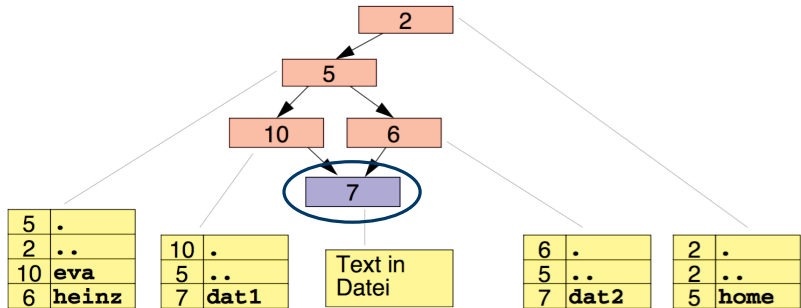 2
5
10
6
7
5 .
2 ..
10 eva
6 heinz
10 .
5 ..
7 dat1
Text in
Datei
6 .
5 ..
7 dat2
2 .
2 ..
5 home